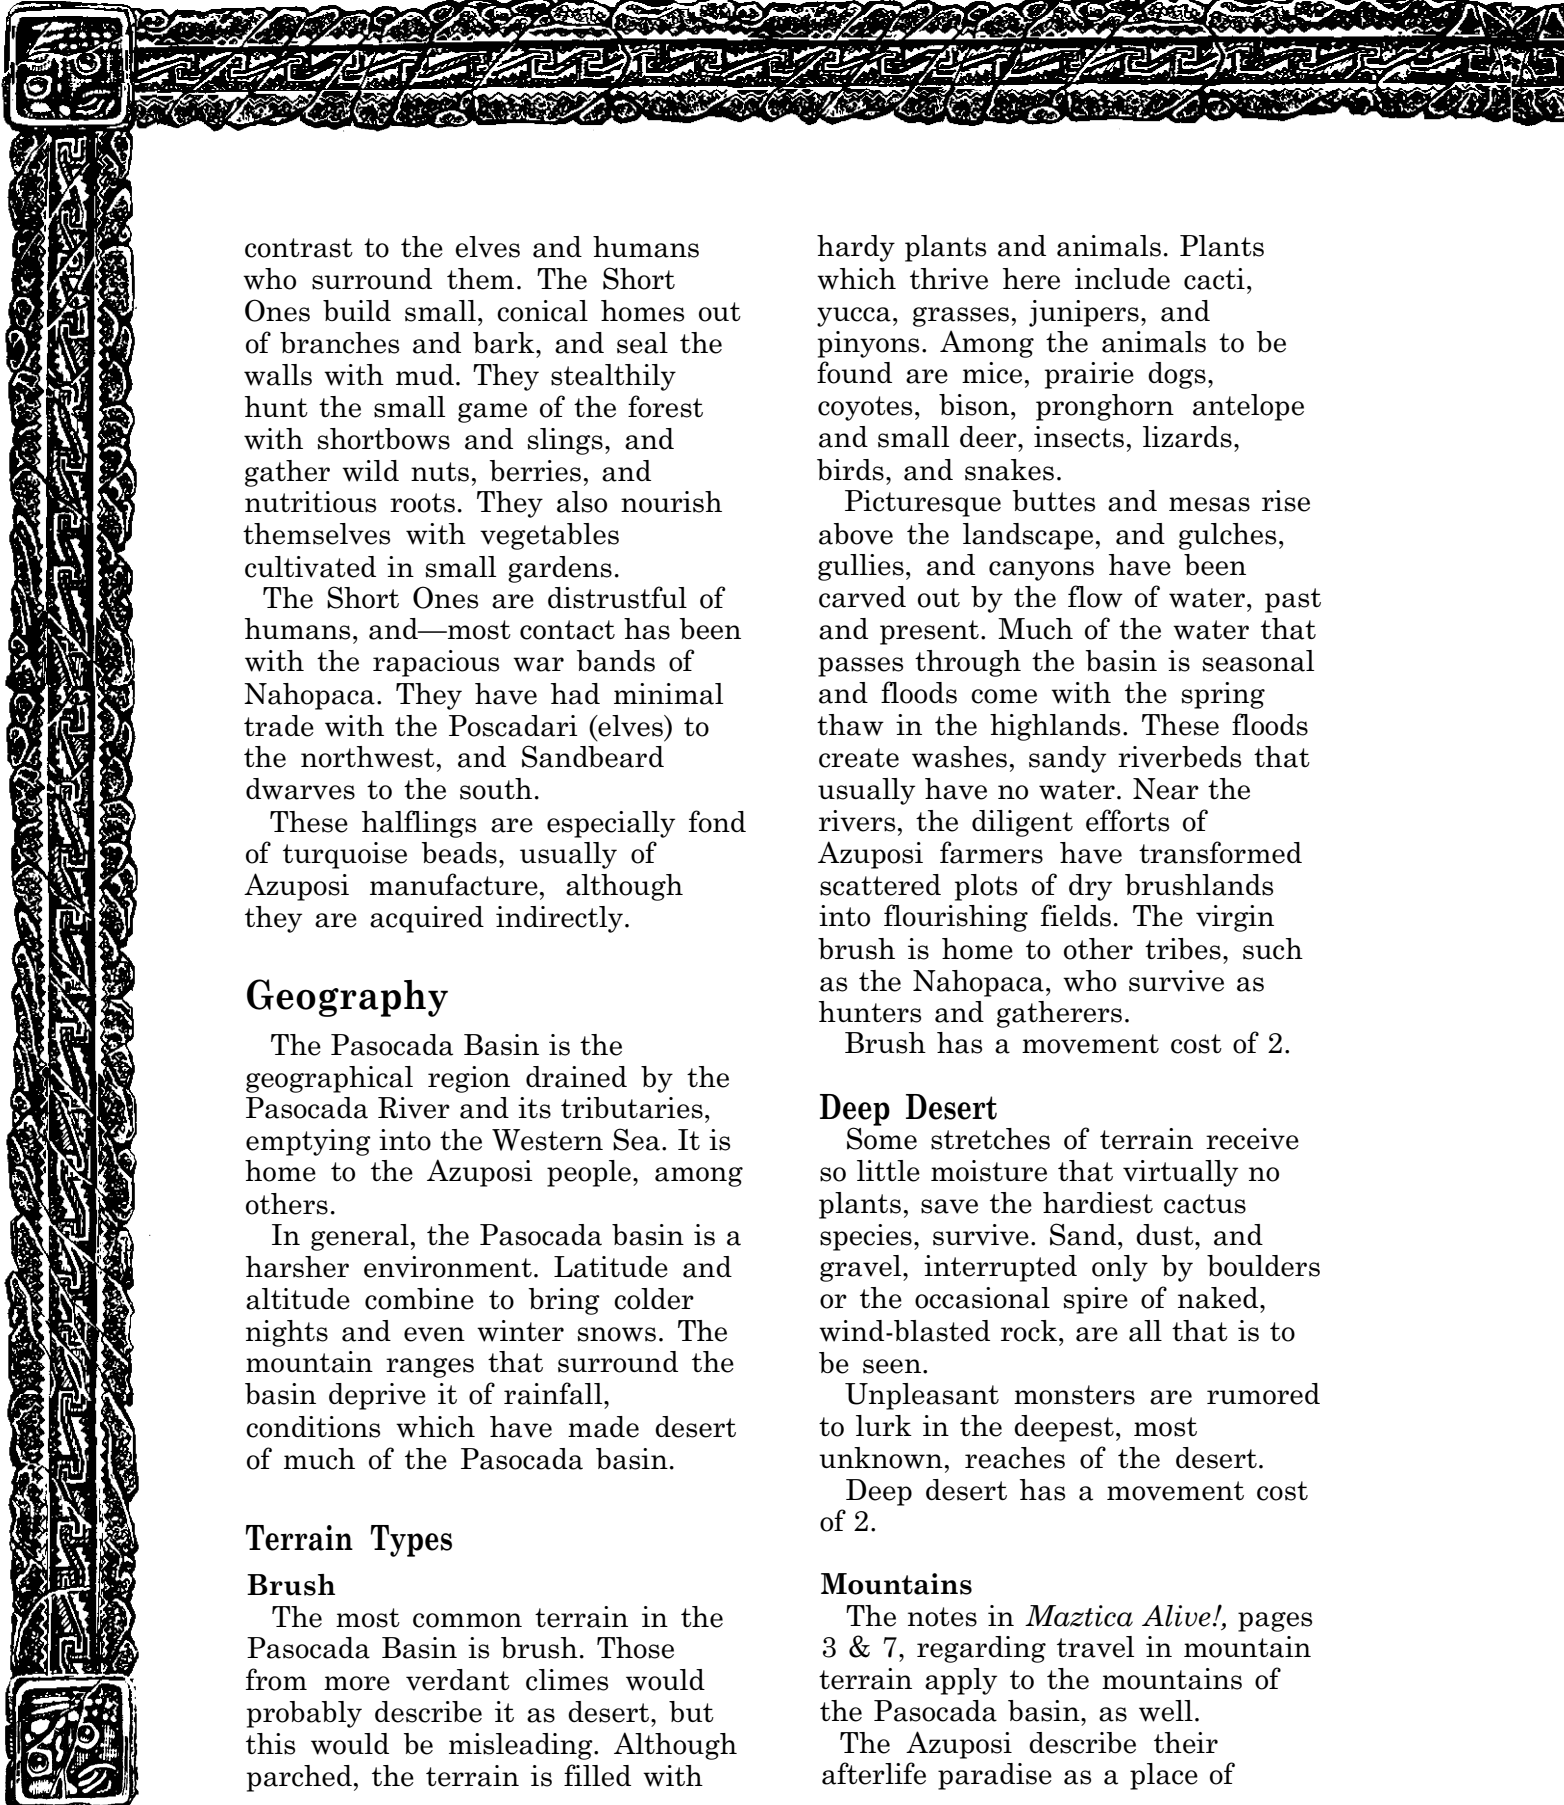 contrast to the elves and humans
who surround them. The Short
Ones build small, conical homes out
of branches and bark, and seal the
walls with mud. They stealthily
hunt the small game of the forest
with shortbows and slings, and
gather wild nuts, berries, and
nutritious roots. They also nourish
themselves with vegetables
cultivated in small gardens.
The Short Ones are distrustful of
humans, and—most contact has been
with the rapacious war bands of
Nahopaca. They have had minimal
trade with the Poscadari (elves) to
the northwest, and Sandbeard
dwarves to the south.
These halflings are especially fond
of turquoise beads, usually of
Azuposi manufacture, although
they are acquired indirectly.
Geography
The Pasocada Basin is the
geographical region drained by the
Pasocada River and its tributaries,
emptying into the Western Sea. It is
home to the Azuposi people, among
others.
In general, the Pasocada basin is a
harsher environment. Latitude and
altitude combine to bring colder
nights and even winter snows. The
mountain ranges that surround the
basin deprive it of rainfall,
conditions which have made desert
of much of the Pasocada basin.
Terrain Types
Brush
The most common terrain in the
Pasocada Basin is brush. Those
from more verdant climes would
probably describe it as desert, but
this would be misleading. Although
parched, the terrain is filled with
hardy plants and animals. Plants
which thrive here include cacti,
yucca, grasses, junipers, and
pinyons. Among the animals to be
found are mice, prairie dogs,
coyotes, bison, pronghorn antelope
and small deer, insects, lizards,
birds, and snakes.
Picturesque buttes and mesas rise
above the landscape, and gulches,
gullies, and canyons have been
carved out by the flow of water, past
and present. Much of the water that
passes through the basin is seasonal
and floods come with the spring
thaw in the highlands. These floods
create washes, sandy riverbeds that
usually have no water. Near the
rivers, the diligent efforts of
Azuposi farmers have transformed
scattered plots of dry brushlands
into flourishing fields. The virgin
brush is home to other tribes, such
as the Nahopaca, who survive as
hunters and gatherers.
Brush has a movement cost of 2.
Deep Desert
Some stretches of terrain receive
so little moisture that virtually no
plants, save the hardiest cactus
species, survive. Sand, dust, and
gravel, interrupted only by boulders
or the occasional spire of naked,
wind-blasted rock, are all that is to
be seen.
Unpleasant monsters are rumored
to lurk in the deepest, most
unknown, reaches of the desert.
Deep desert has a movement cost
of 2.
Mountains
The notes in Maztica Alive!, pages
3 & 7, regarding travel in mountain
terrain apply to the mountains of
the Pasocada basin, as well.
The Azuposi describe their
afterlife paradise as a place of